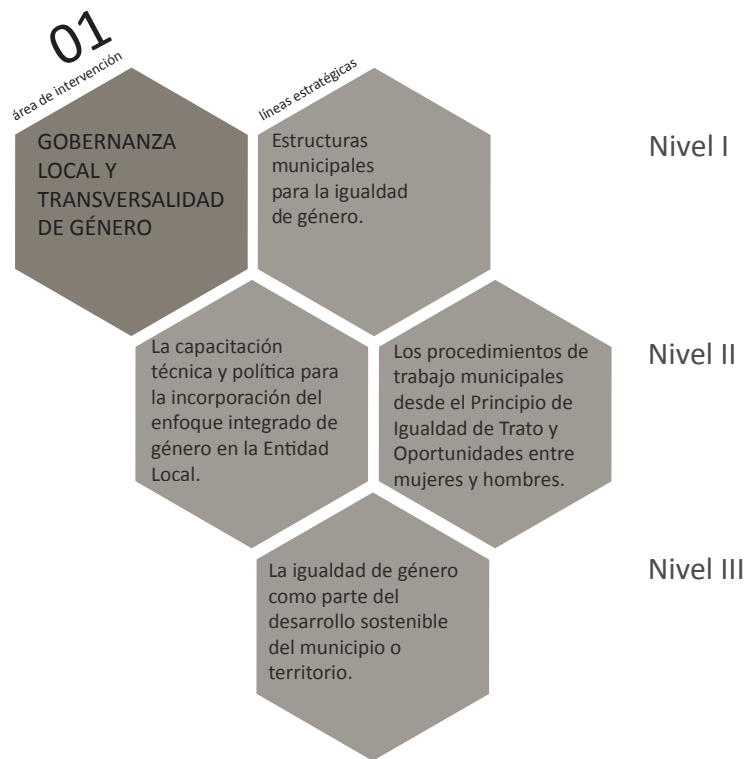 01
área de intervención
GOBERNANZA
LOCAL Y
TRANSVERSALIDAD
DE GÉNERO
líneas estratégicas
Estructuras
municipales
para la igualdad
de género.
Nivel I
La capacitación
técnica y política para
la incorporación del
enfoque integrado de
género en la Entidad
Local.
Los procedimientos de
trabajo municipales
desde el Principio de
Igualdad de Trato y
Oportunidades entre
mujeres y hombres.
Nivel II
La igualdad de género
como parte del
desarrollo sostenible
del municipio o
territorio.
Nivel III